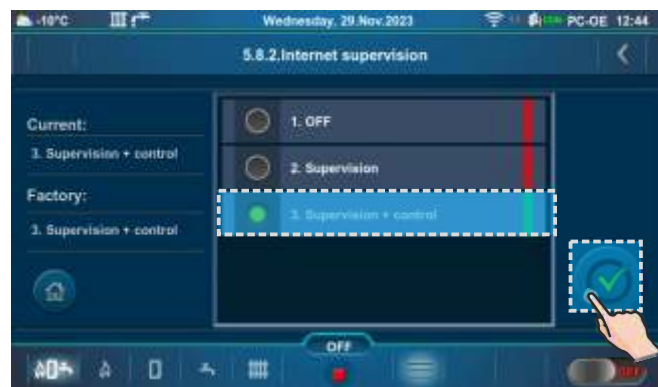 -10°C Wednesday, 29.Nov.2023 PC-OE 12:44
5.8.2.Internet supervision
Current:
3. Supervision + control
Factory:
3. Supervision + control
1. OFF
2. Supervision
3. Supervision + control
OFF
OFF